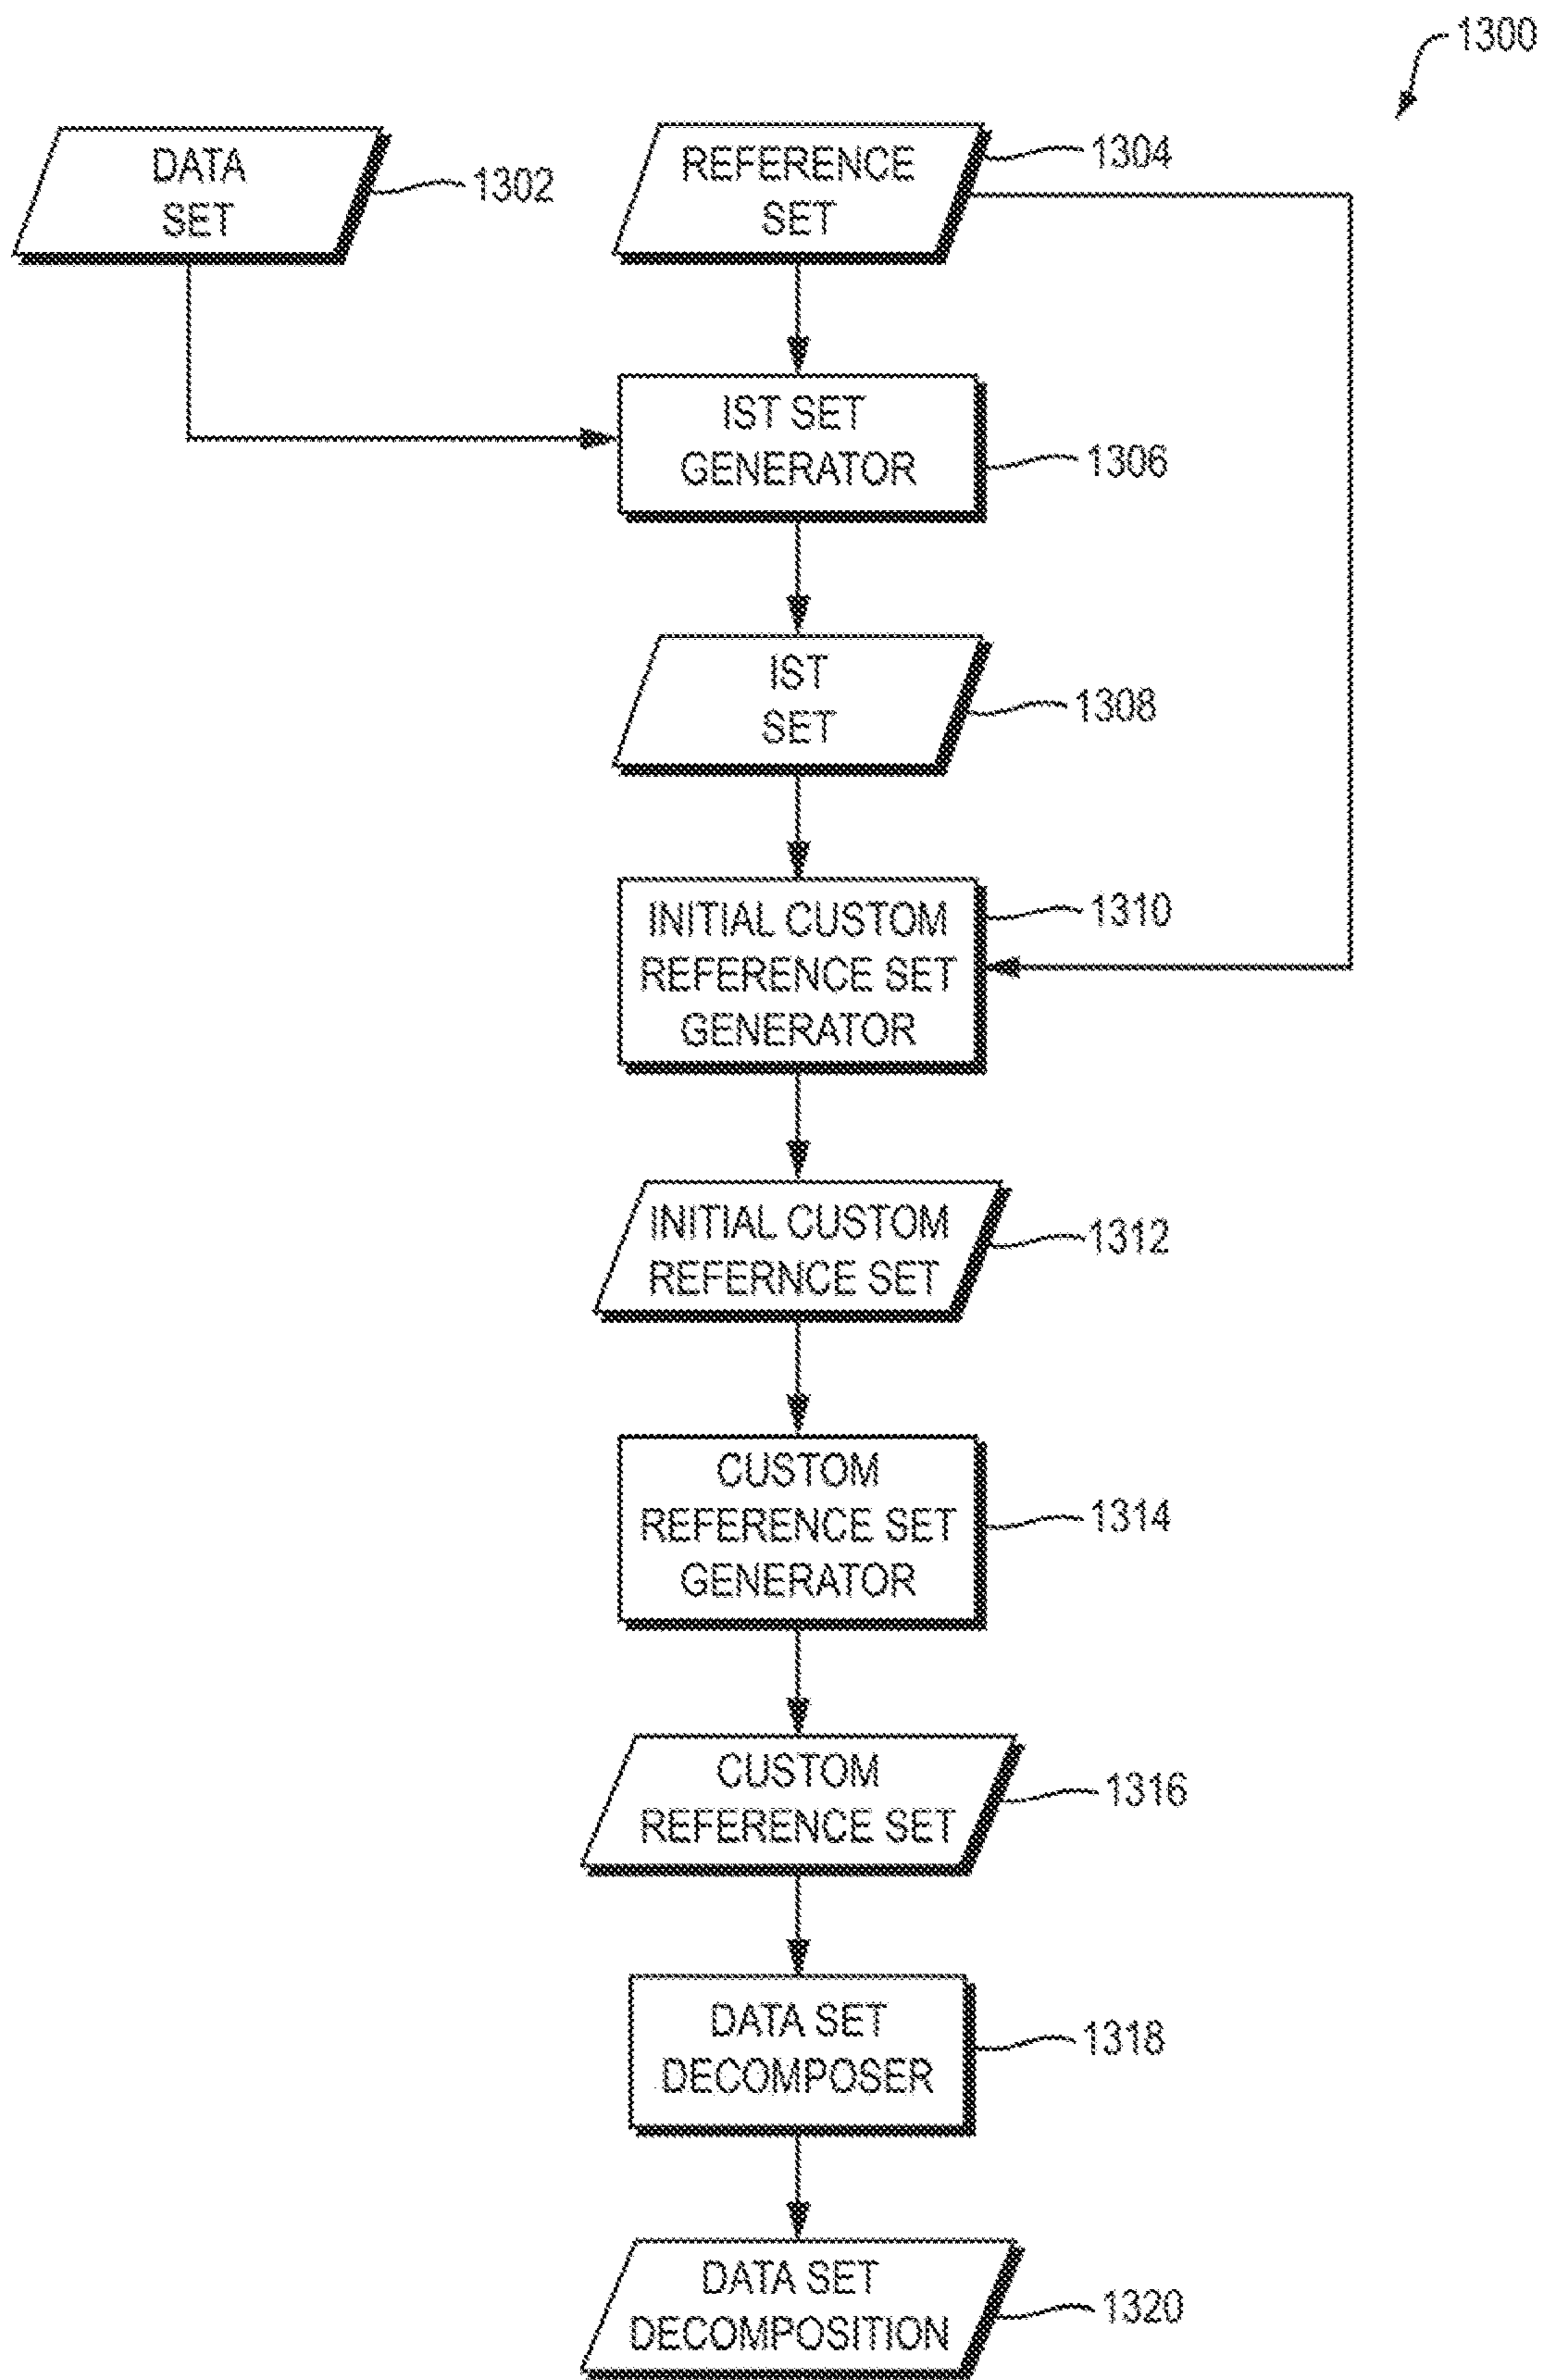 1300
DATA
SET
1302
REFERENCE
SET
1304
IST SET
GENERATOR
1306
IST
SET
1308
INITIAL CUSTOM
REFERENCE SET
GENERATOR
1310
INITIAL CUSTOM
REFERNCE SET
1312
CUSTOM
REFERENCE SET
GENERATOR
1314
CUSTOM
REFERENCE SET
1316
DATA SET
DECOMPOSER
1318
DATA SET
DECOMPOSITION
1320